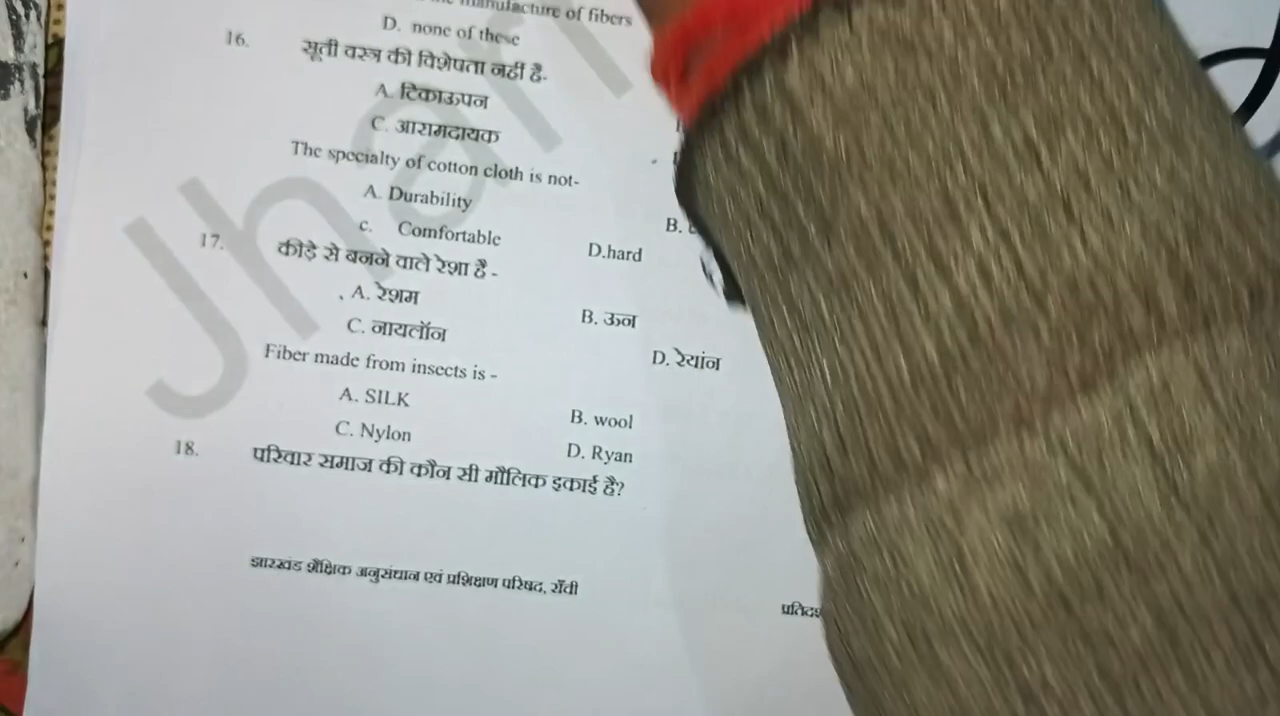 manufacture of fibers
D. none of these
16. सूती वस्त्र की विशेषता नहीं है-
A. टिकाऊपन
C. आरामदायक
The specialty of cotton cloth is not-
A. Durability B.
c. Comfortable D.hard
17. कीड़े से बनने वाले रेशा है -
A. रेशम B. ऊन
C. नायलॉन D. रेयांन
Fiber made from insects is -
A. SILK B. wool
C. Nylon D. Ryan
18. परिवार समाज की कौन सी मौलिक इकाई है?
झारखंड शैक्षिक अनुसंधान एवं प्रशिक्षण परिषद, राँची